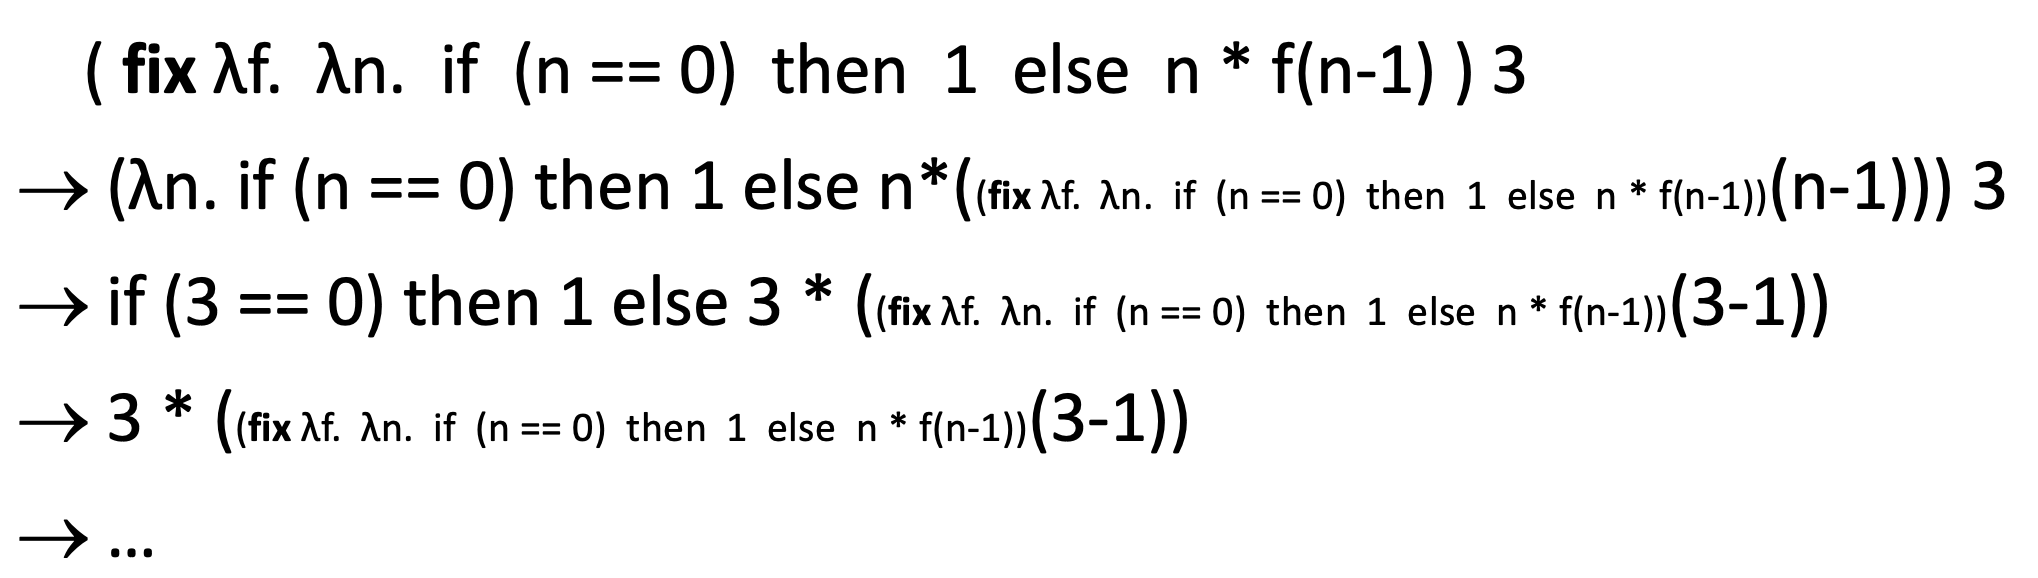 ( fix λf. λn. if (n == 0) then 1 else n * f(n-1) ) 3
→ (λn. if (n == 0) then 1 else n*((fix λf. λn. if (n == 0) then 1 else n * f(n-1))(n-1))) 3
→ if (3 == 0) then 1 else 3 * ((fix λf. λn. if (n == 0) then 1 else n * f(n-1))(3-1))
→ 3 * ((fix λf. λn. if (n == 0) then 1 else n * f(n-1))(3-1))
→ ...